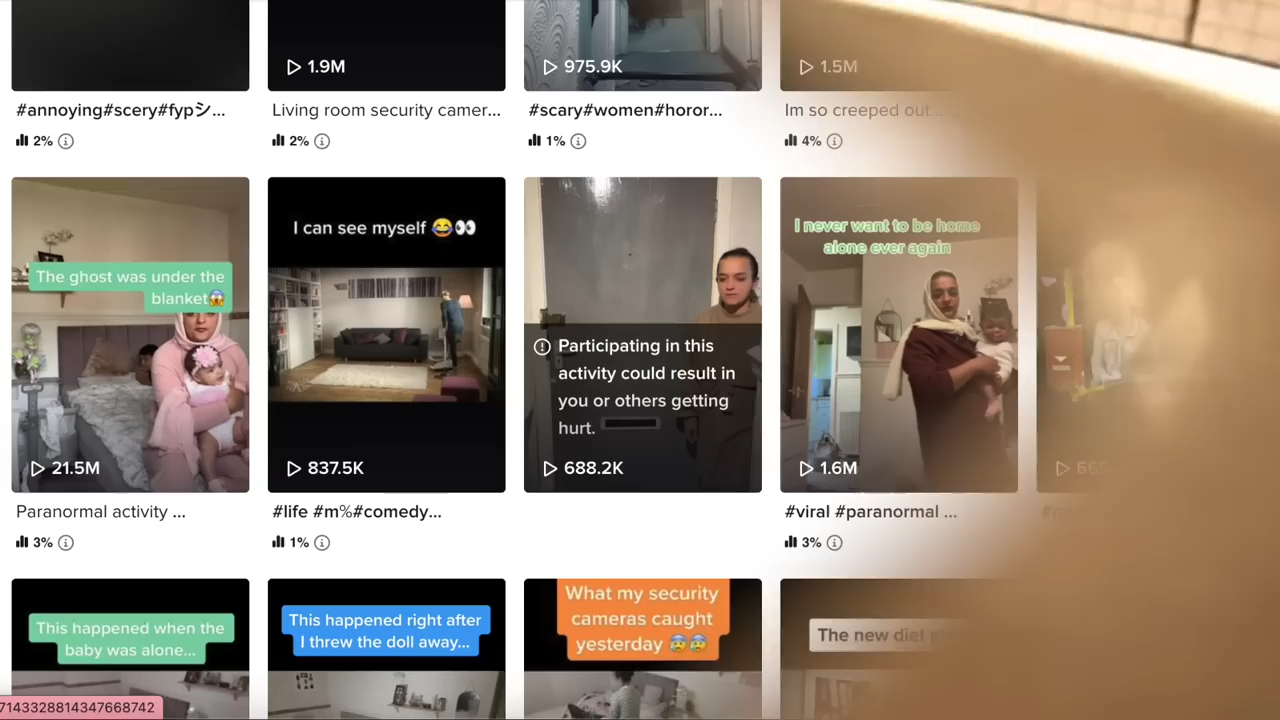 1.9M
975.9K
1.5M
#annoying#scery#fypシ...
Living room security camer...
#scary#women#horor...
Im so creeped out...
2%
2%
1%
4%
The ghost was under the
blanket😱
21.5M
I can see myself 😂👀
837.5K
Participating in this
activity could result in
you or others getting
hurt.
688.2K
I never want to be home
alone ever again
1.6M
Paranormal activity ...
#life #m%#comedy...
#viral #paranormal ...
3%
1%
3%
This happened when the
baby was alone...
This happened right after
I threw the doll away...
What my security
cameras caught
yesterday 😰😰
The new diet
7143328814347668742